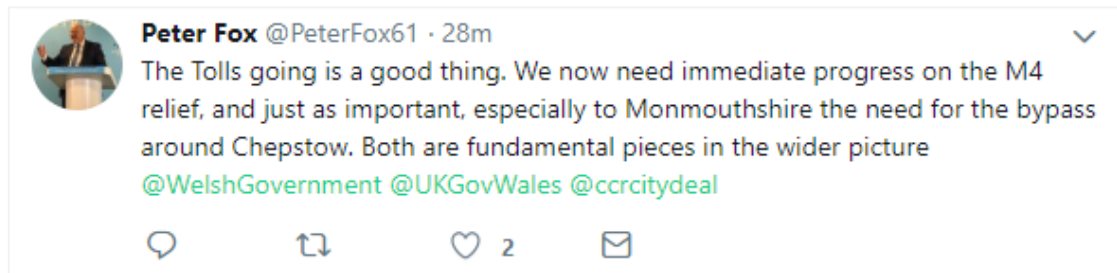 Peter Fox @PeterFox61 · 28m
The Tolls going is a good thing. We now need immediate progress on the M4
relief, and just as important, especially to Monmouthshire the need for the bypass
around Chepstow. Both are fundamental pieces in the wider picture
@WelshGovernment @UKGovWales @ccrcitydeal
2